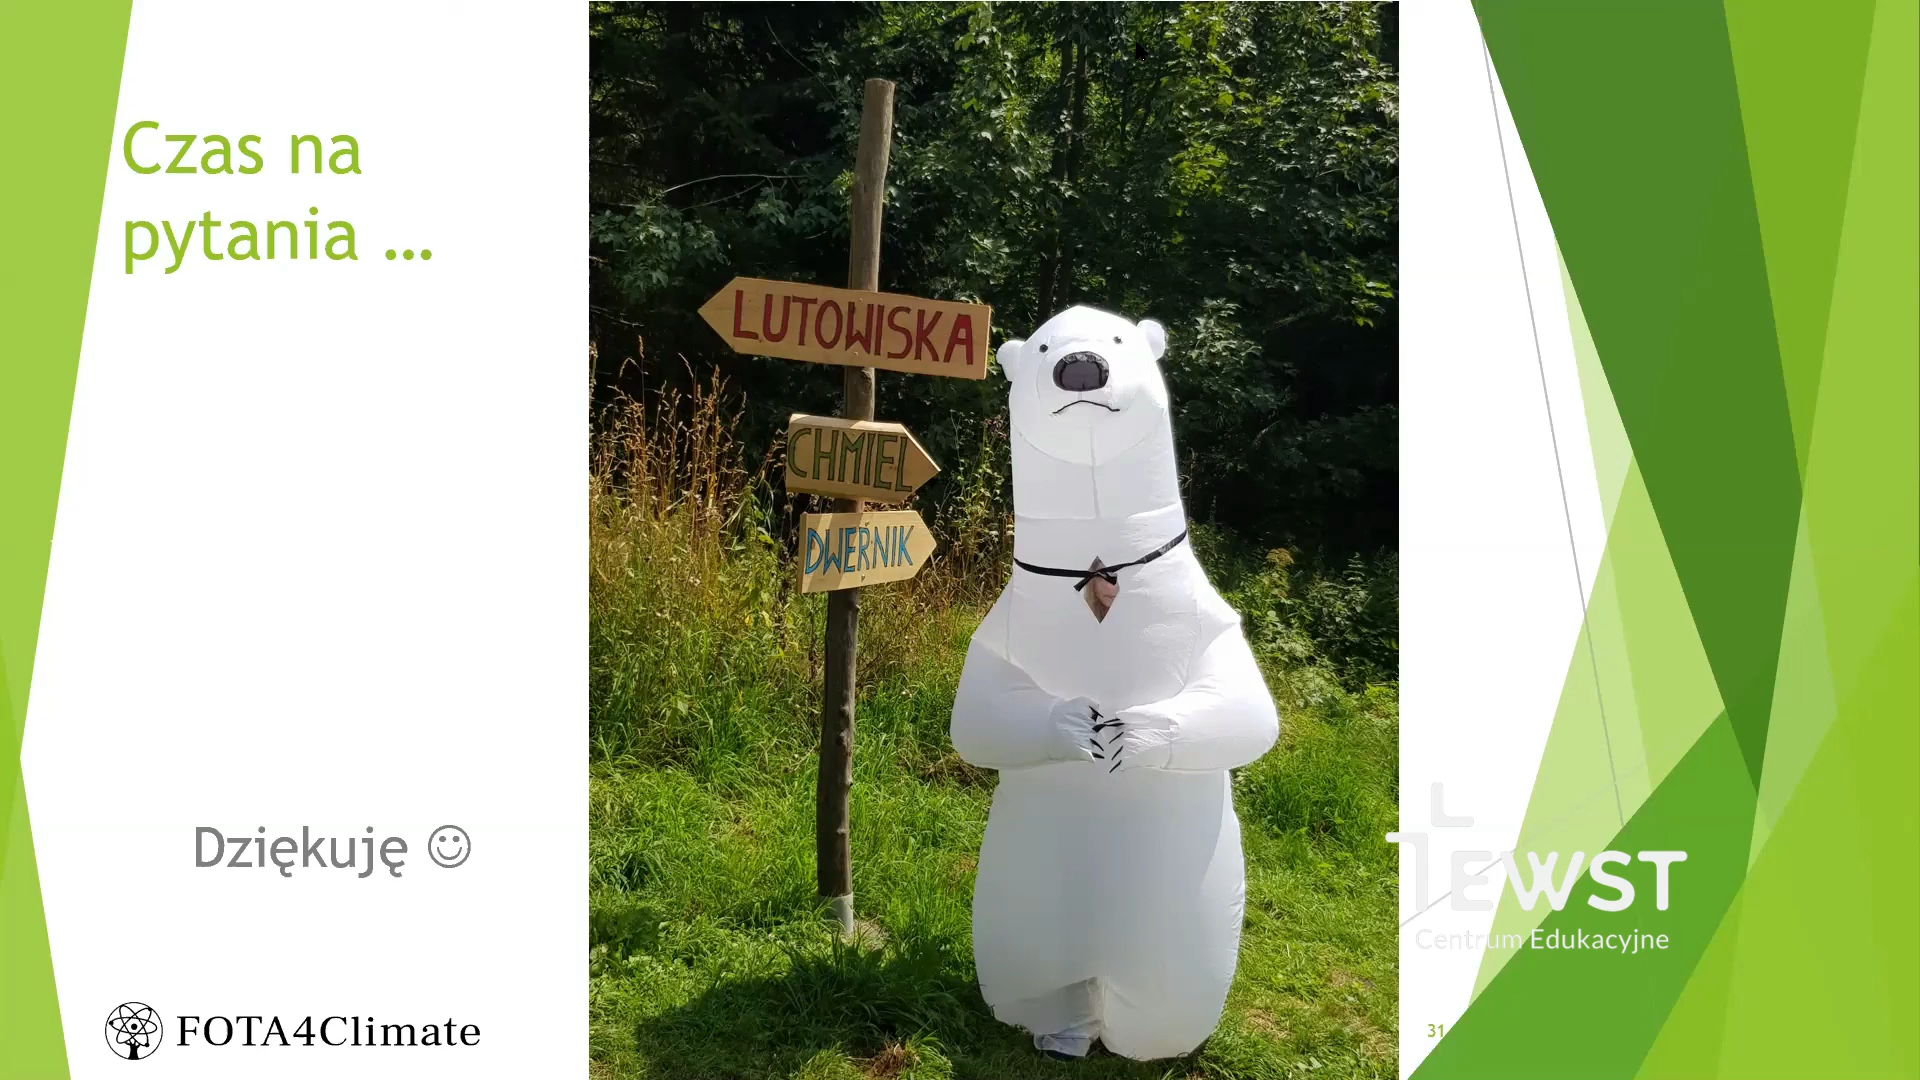 Czas na
pytania ...
LUTOWISKA
CHMIEL
DWERNIK
Dziękuję ☺
FOTA4Climate
EWST
Centrum Edukacyjne
31